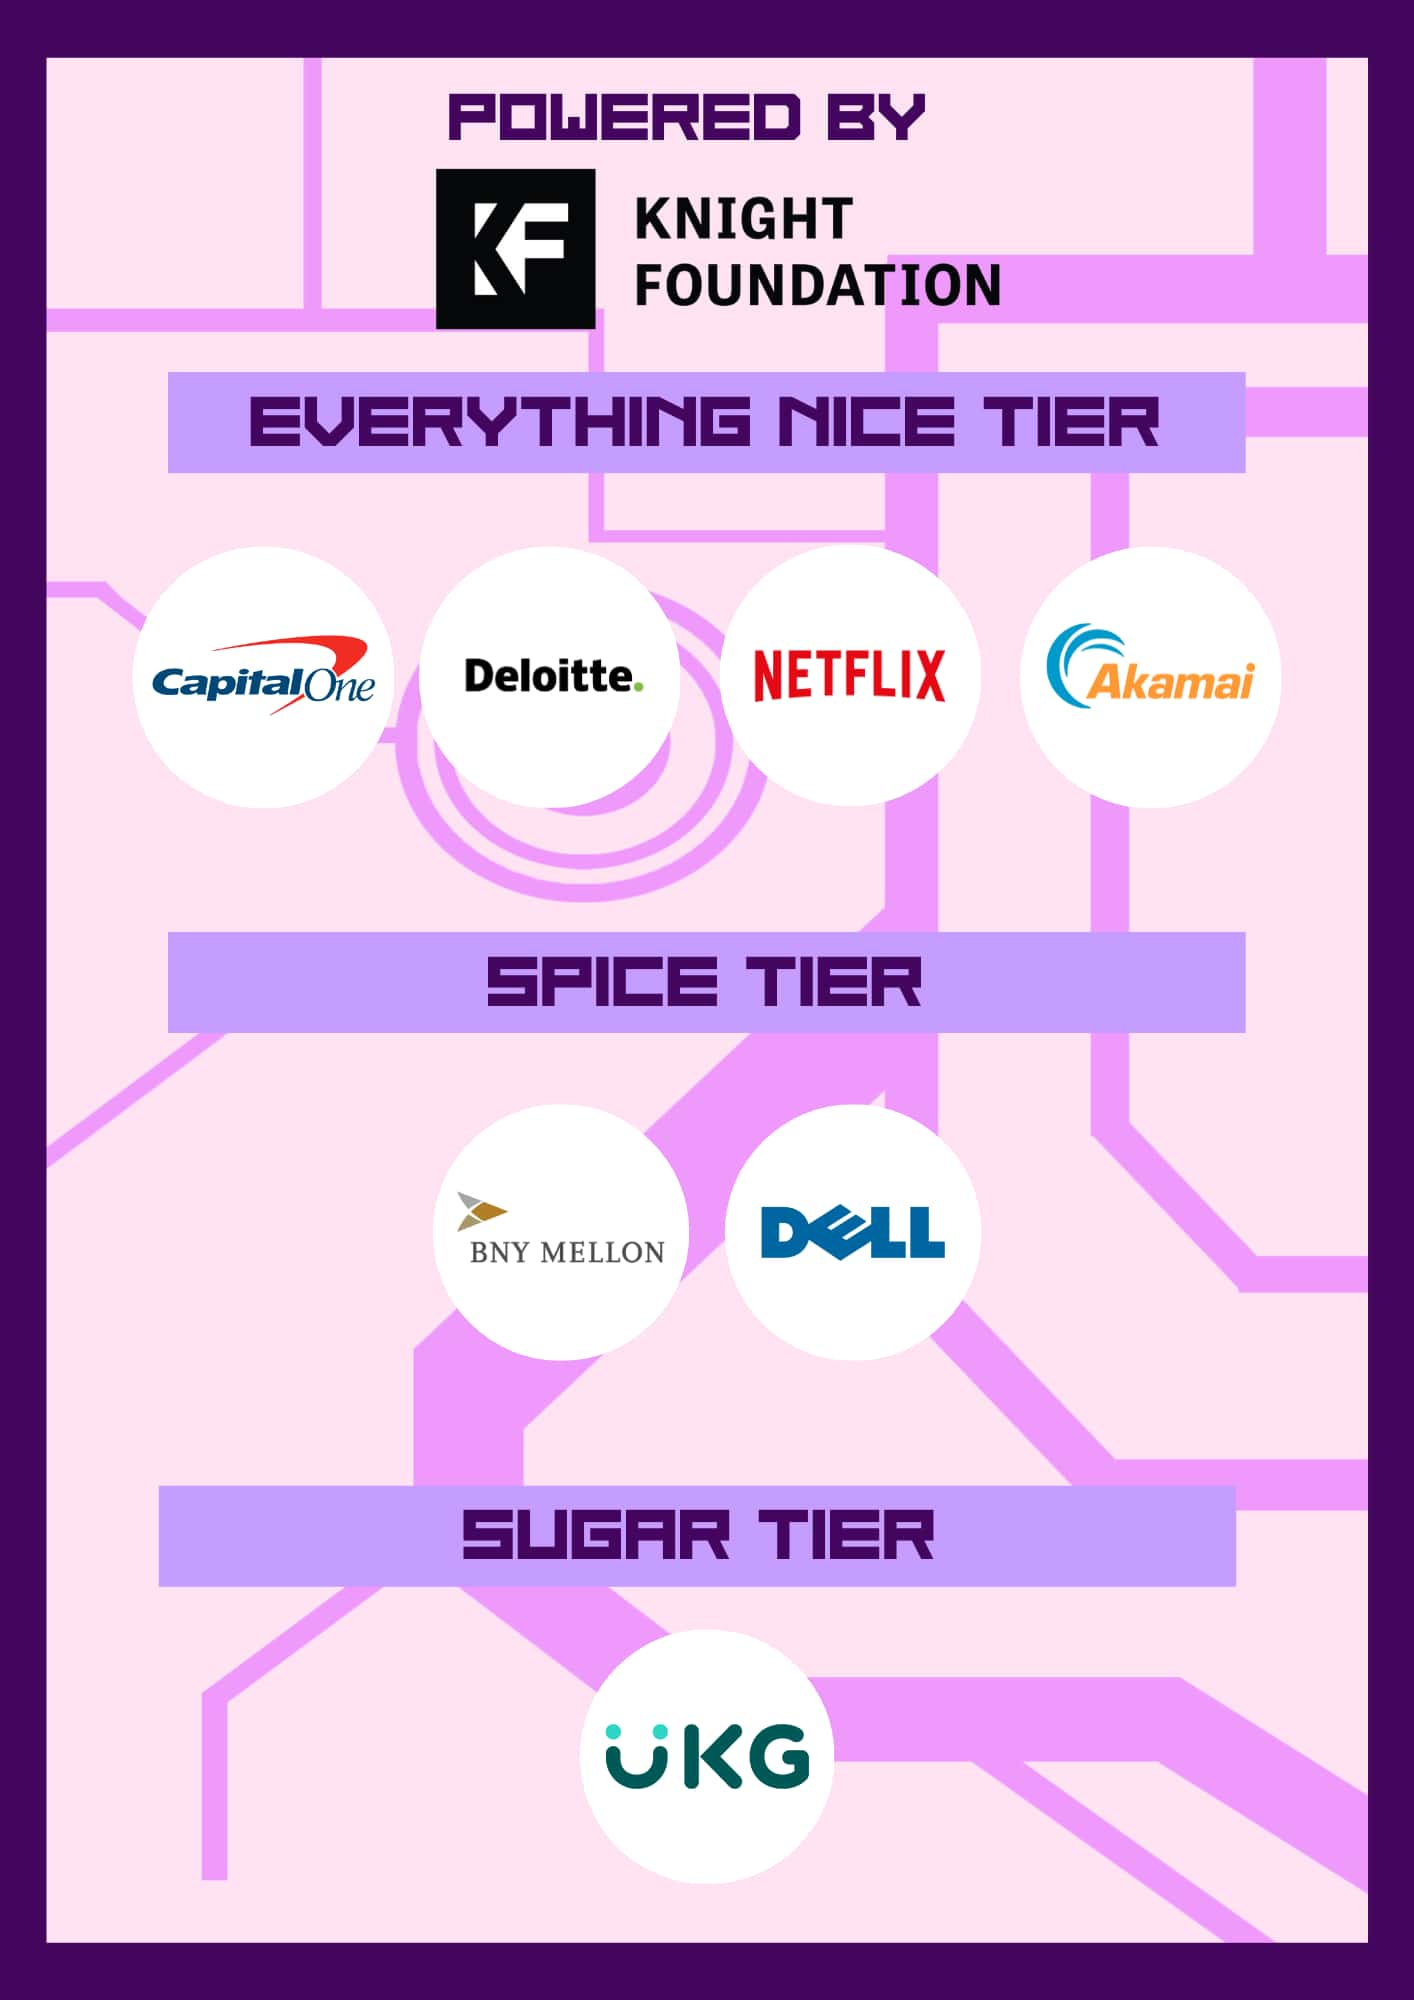 POWERED BY
KF
KNIGHT
FOUNDATION
EVERYTHING NICE TIER
Capital One
Deloitte.
NETFLIX
Akamai
SPICE TIER
BNY MELLON
DELL
SUGAR TIER
UKG